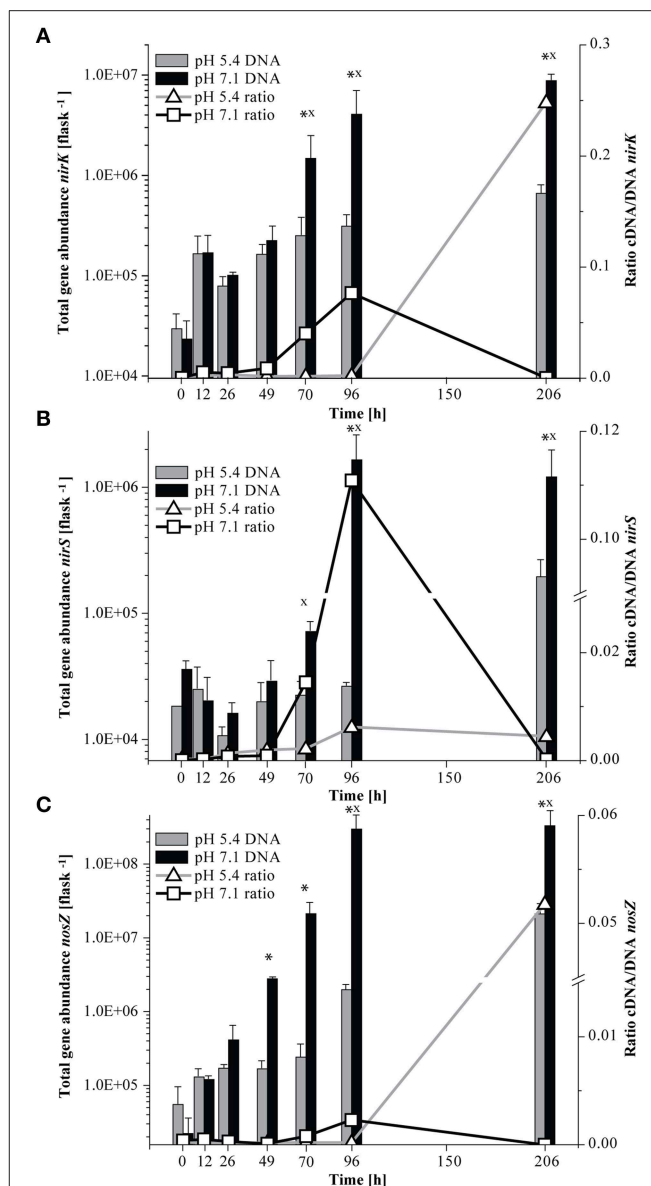 A
pH 5.4 DNA
pH 7.1 DNA
pH 5.4 ratio
pH 7.1 ratio
*x
*x
*x
1.0E+07
1.0E+06
1.0E+05
1.0E+04
Total gene abundance nirK [flask -1]
0.3
0.2
0.1
0.0
Ratio cDNA/DNA nirK
0 12 26 49 70 96 150 206
Time [h]
B
pH 5.4 DNA
pH 7.1 DNA
pH 5.4 ratio
pH 7.1 ratio
x
*x
*x
1.0E+06
1.0E+05
1.0E+04
Total gene abundance nirS [flask -1]
0.12
0.10
0.02
0.00
Ratio cDNA/DNA nirS
0 12 26 49 70 96 150 206
Time [h]
C
pH 5.4 DNA
pH 7.1 DNA
pH 5.4 ratio
pH 7.1 ratio
*
*
*x
*x
1.0E+08
1.0E+07
1.0E+06
1.0E+05
Total gene abundance nosZ [flask -1]
0.06
0.05
0.01
0.00
Ratio cDNA/DNA nosZ
0 12 26 49 70 96 150 206
Time [h]